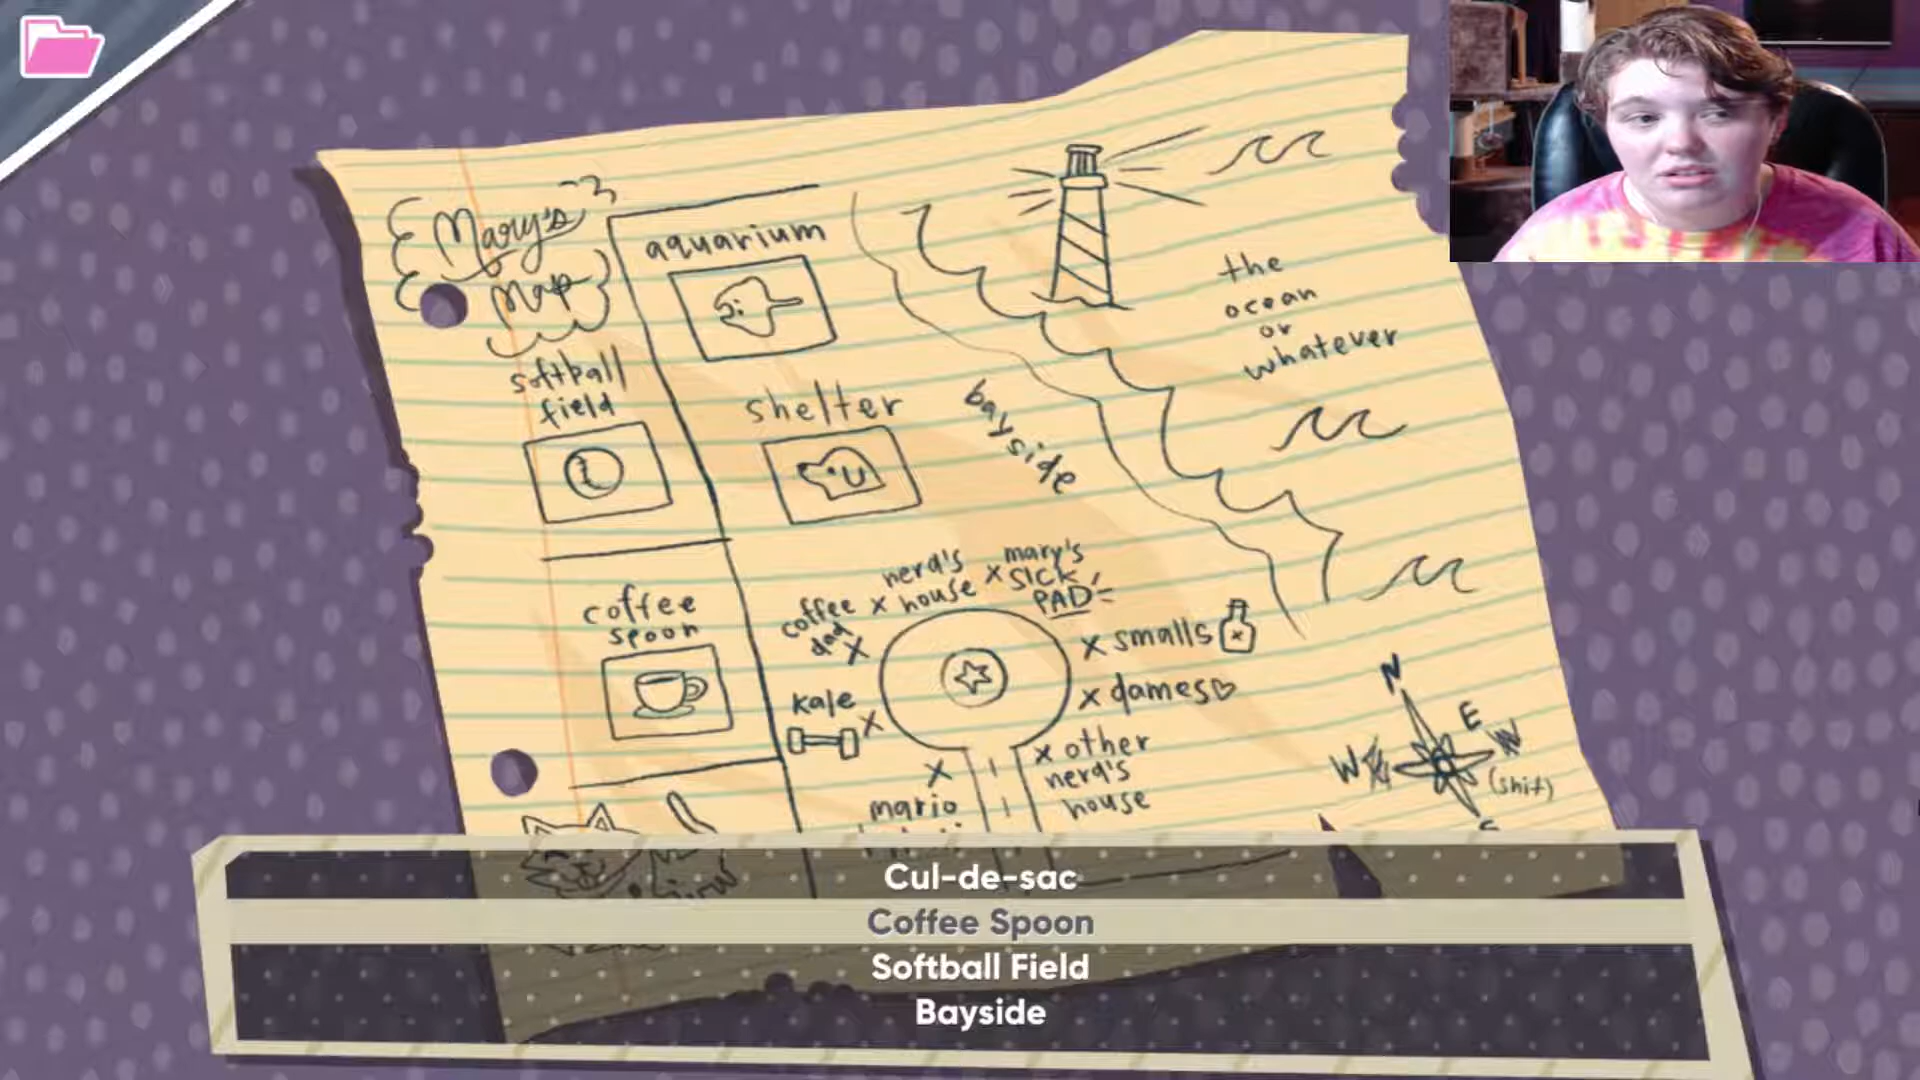 Mary's
Map
aquarium
softball
field
shelter
bayside
the
ocean
or
whatever
coffee
spoon
coffee
dad x
x nerd's
house
x mary's
SICK
PAD!
x smalls
x dames
kale x
x
mario
x other
nerd's
house
N
E
W
W
(shit)
S
Cul-de-sac
Coffee Spoon
Softball Field
Bayside